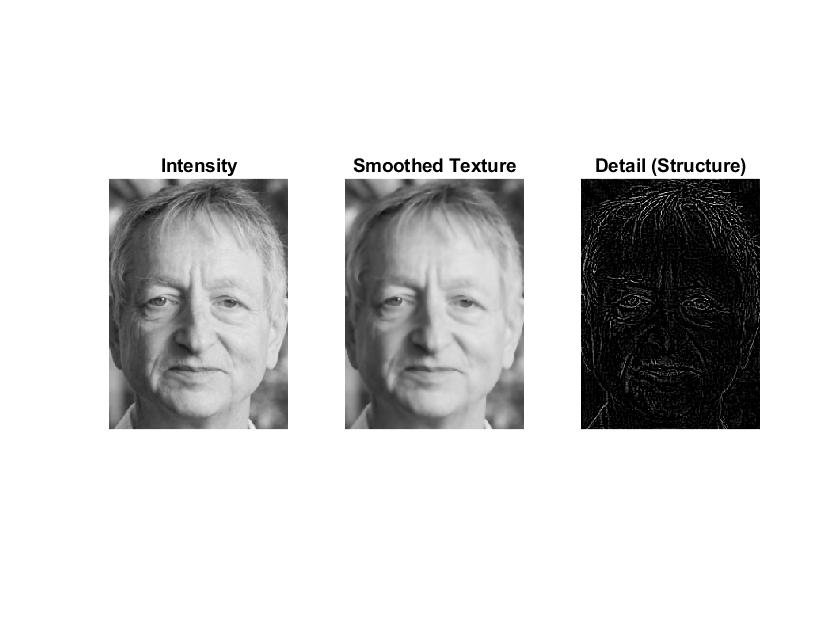 Intensity
Smoothed Texture
Detail (Structure)